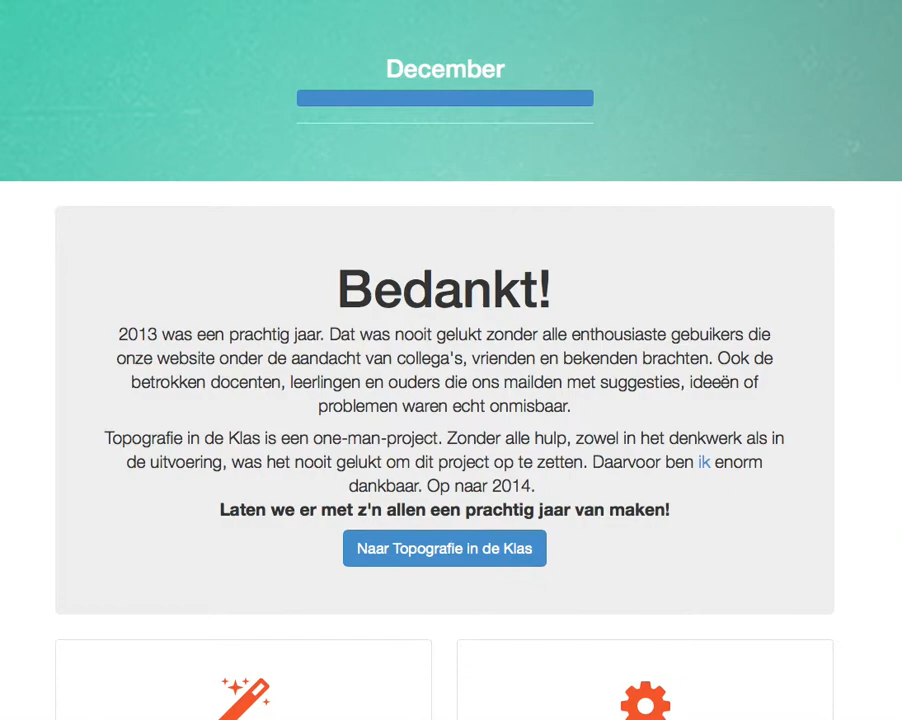 December
Bedankt!
2013 was een prachtig jaar. Dat was nooit gelukt zonder alle enthousiaste gebuikers die
onze website onder de aandacht van collega's, vrienden en bekenden brachten. Ook de
betrokken docenten, leerlingen en ouders die ons mailden met suggesties, ideeën of
problemen waren echt onmisbaar.
Topografie in de Klas is een one-man-project. Zonder alle hulp, zowel in het denkwerk als in
de uitvoering, was het nooit gelukt om dit project op te zetten. Daarvoor ben ik enorm
dankbaar. Op naar 2014.
Laten we er met z'n allen een prachtig jaar van maken!
Naar Topografie in de Klas